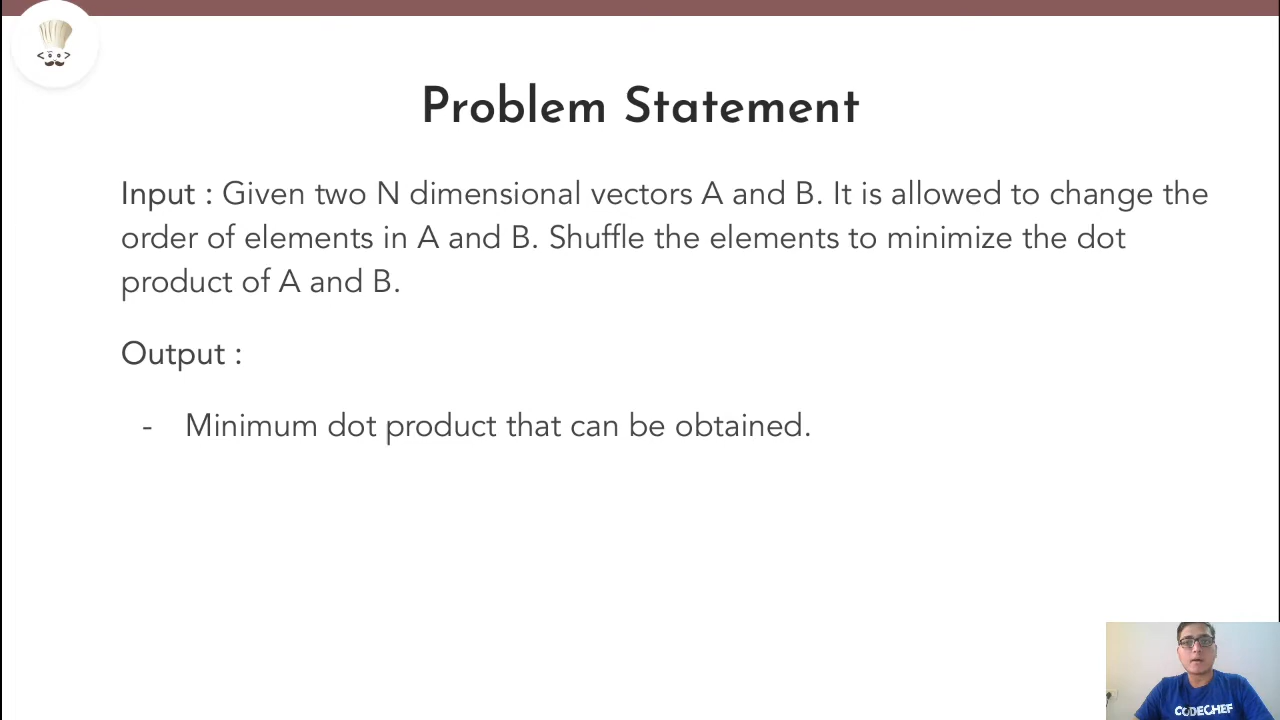 Problem Statement
Input : Given two N dimensional vectors A and B. It is allowed to change the
order of elements in A and B. Shuffle the elements to minimize the dot
product of A and B.
Output :
- Minimum dot product that can be obtained.
CODECHEF